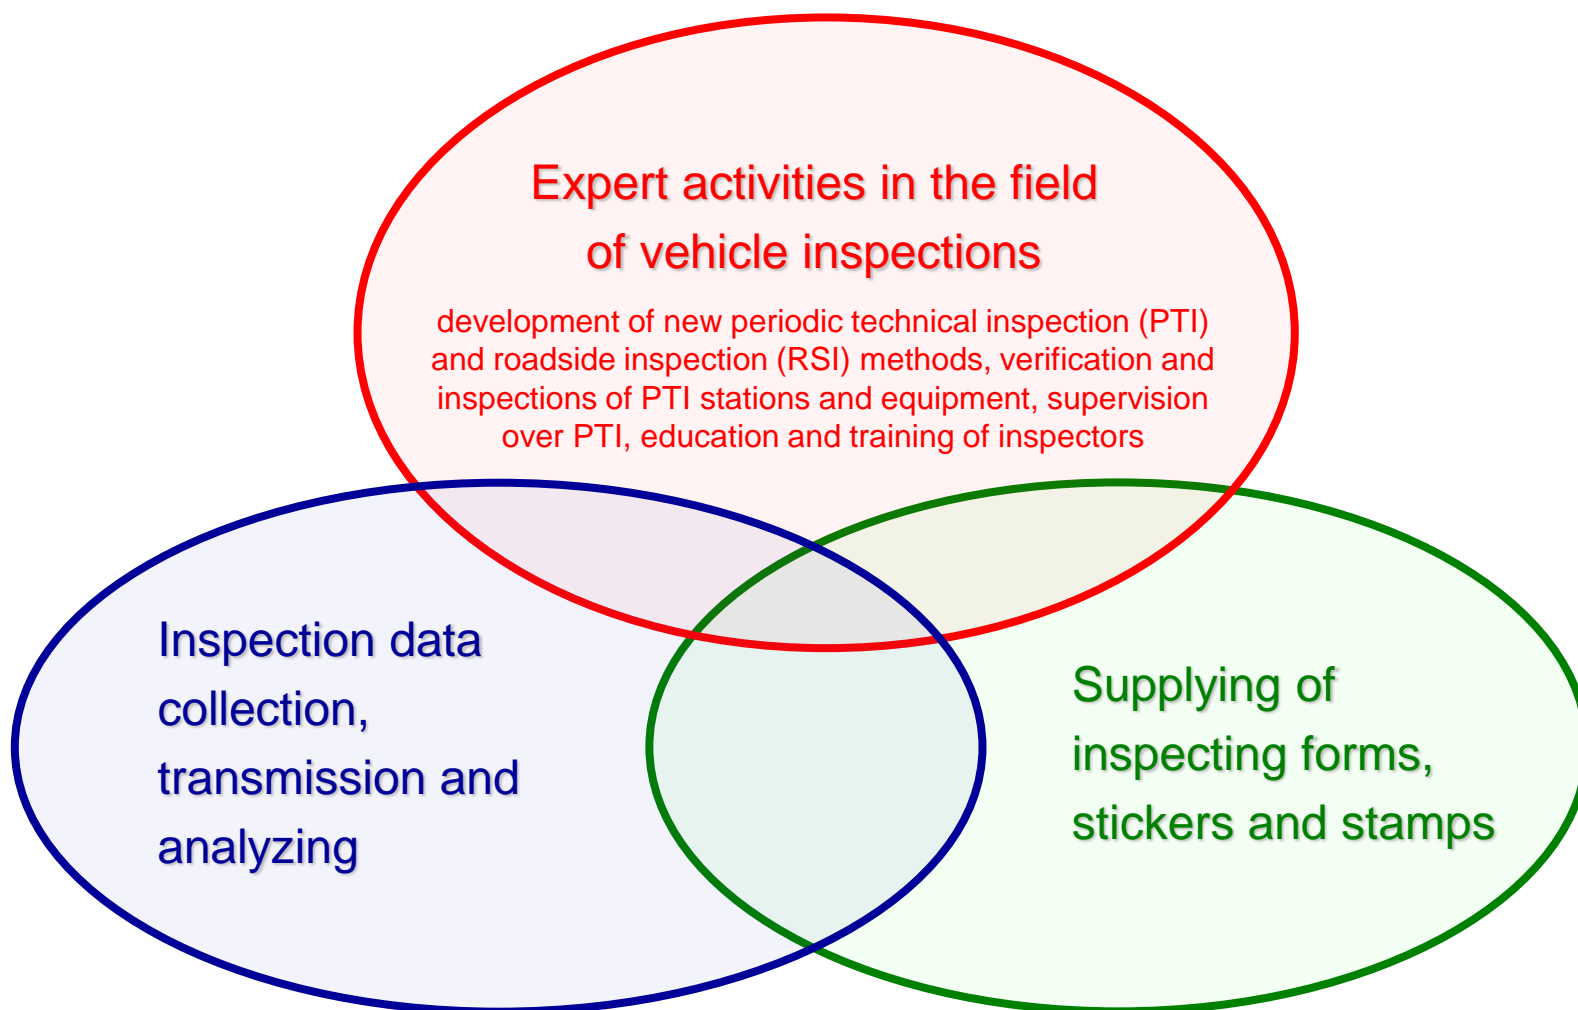 Expert activities in the field
of vehicle inspections
development of new periodic technical inspection (PTI)
and roadside inspection (RSI) methods, verification and
inspections of PTI stations and equipment, supervision
over PTI, education and training of inspectors
Inspection data
collection,
transmission and
analyzing
Supplying of
inspecting forms,
stickers and stamps